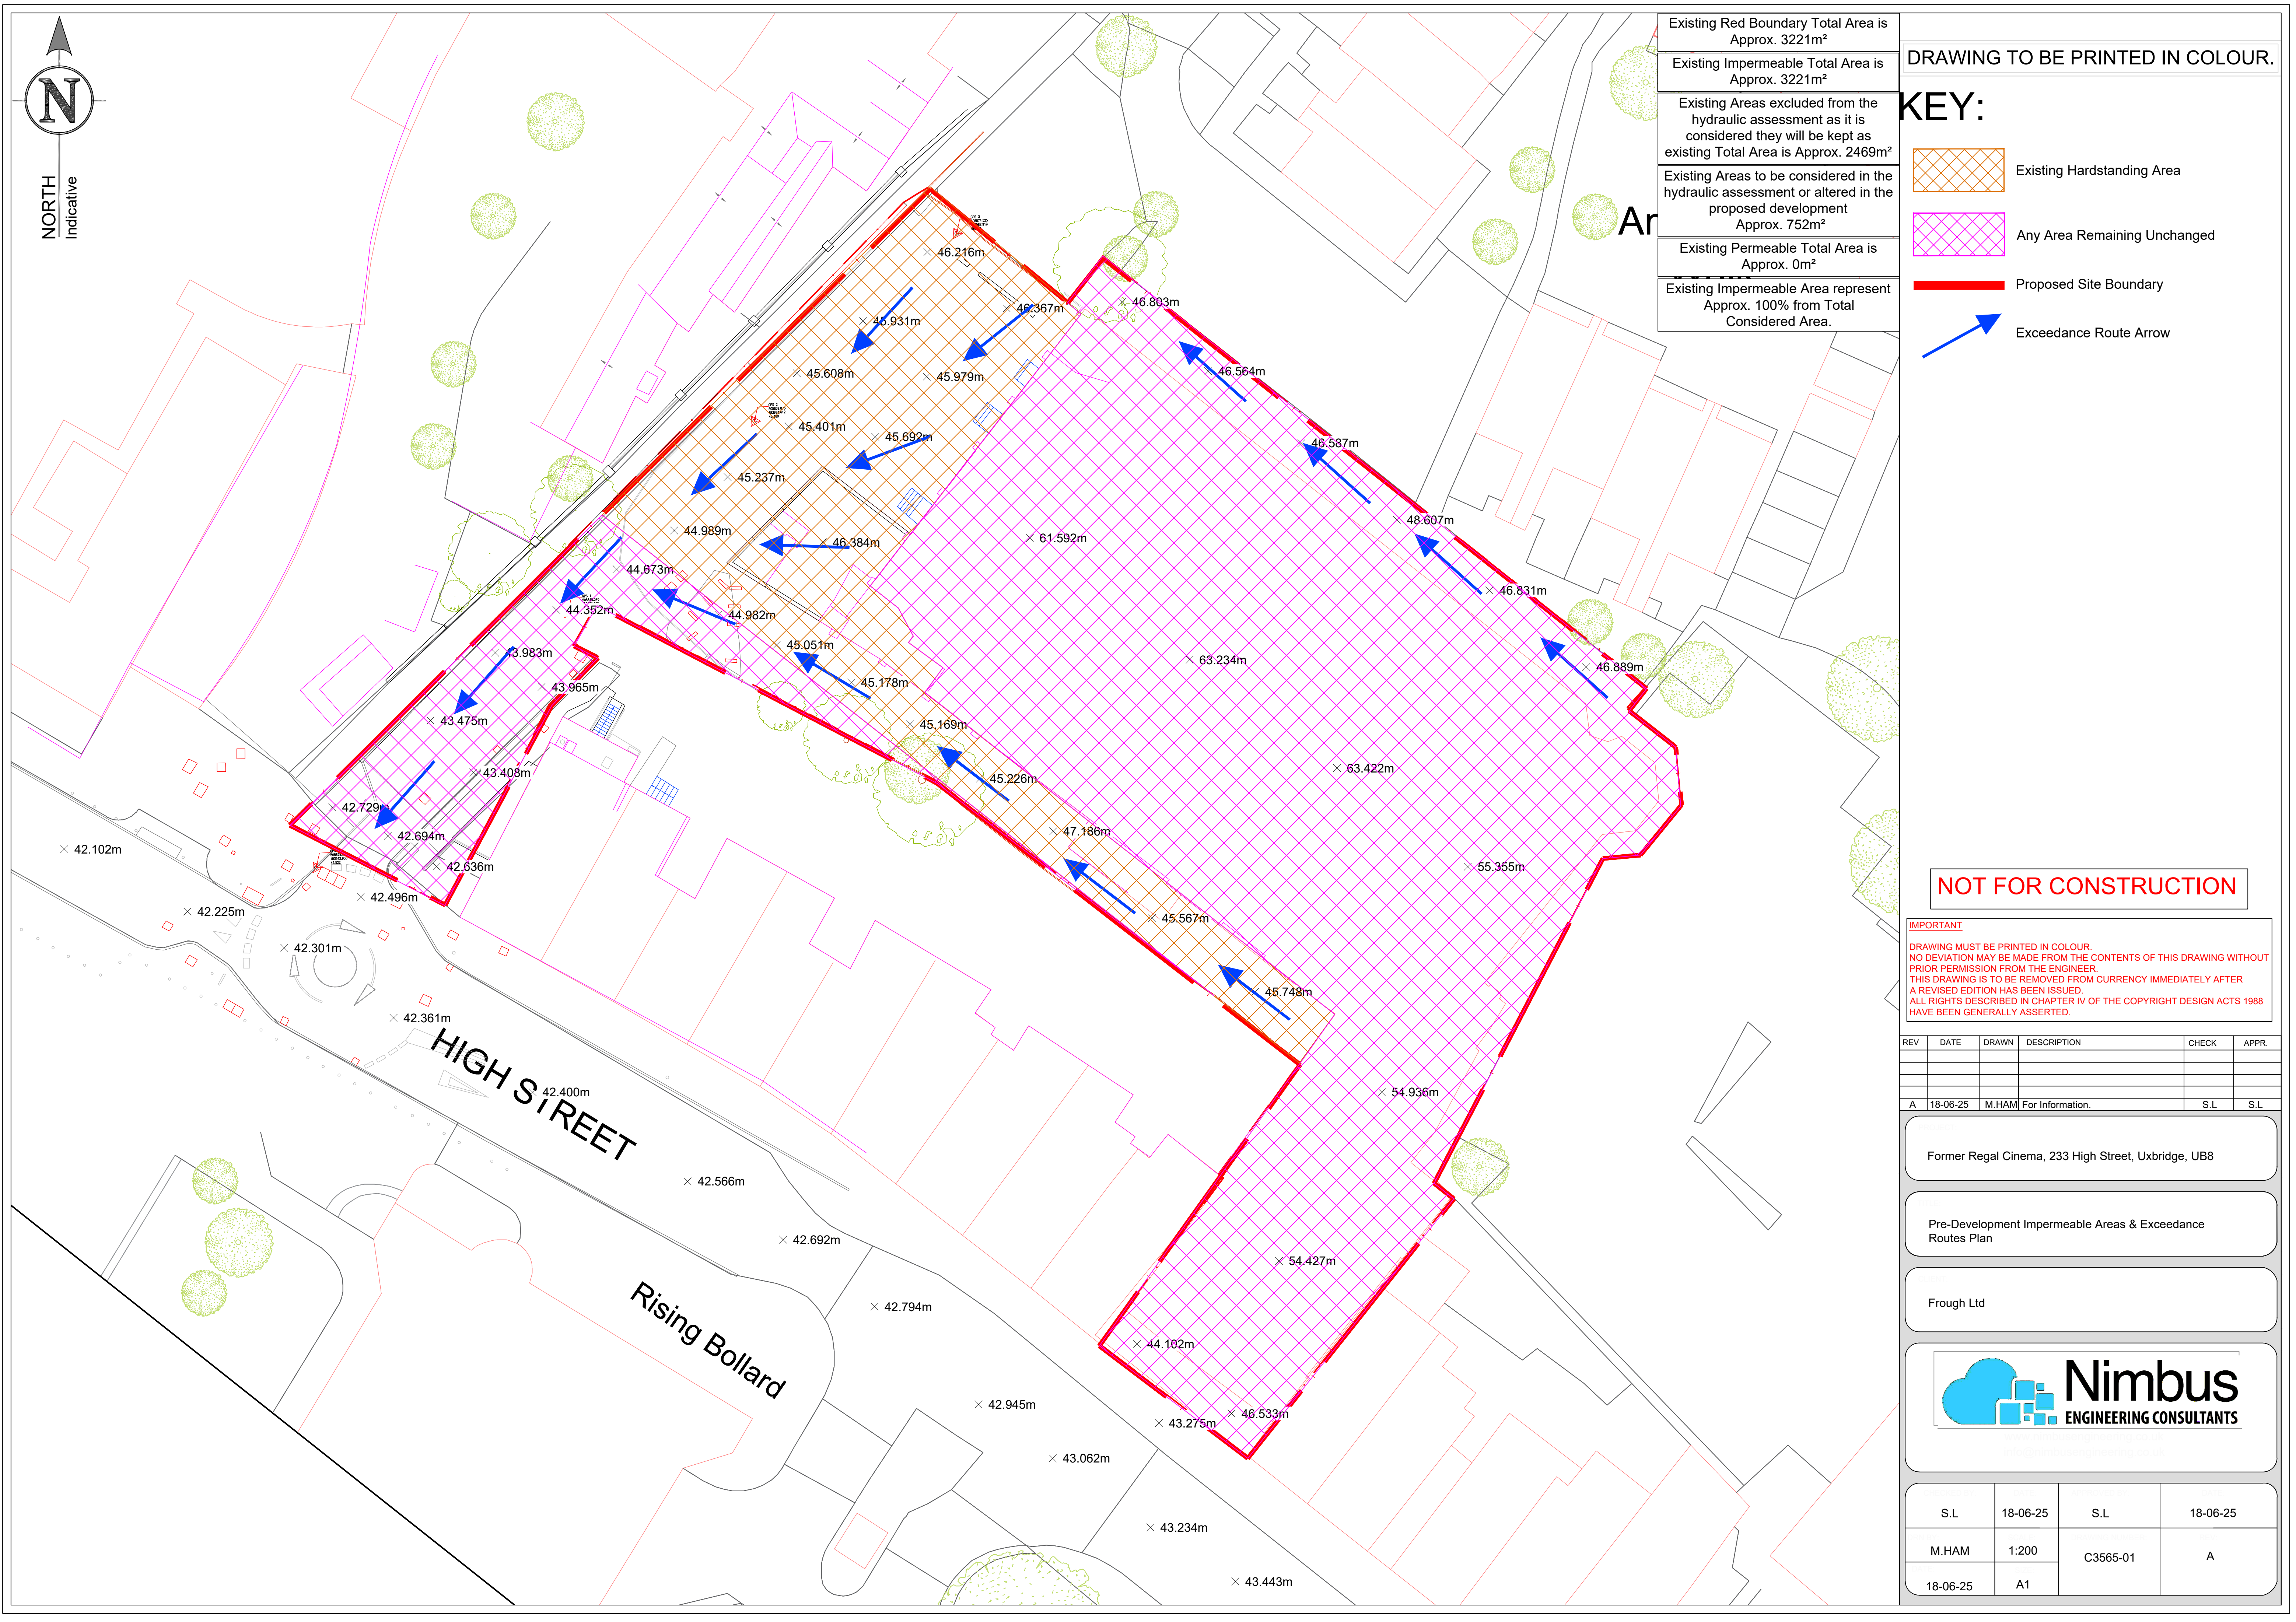 N
NORTH
Indicative
Existing Red Boundary Total Area is
Approx. 3221m²
Existing Impermeable Total Area is
Approx. 3221m²
Existing Areas excluded from the
hydraulic assessment as it is
considered they will be kept as
existing Total Area is Approx. 2469m²
Existing Areas to be considered in the
hydraulic assessment or altered in the
proposed development
Approx. 752m²
Existing Permeable Total Area is
Approx. 0m²
Existing Impermeable Area represent
Approx. 100% from Total
Considered Area.
DRAWING TO BE PRINTED IN COLOUR.
KEY:
Existing Hardstanding Area
Any Area Remaining Unchanged
Proposed Site Boundary
Exceedance Route Arrow
46.216m
46.367m
46.803m
45.931m
45.608m
45.979m
46.564m
45.401m
45.692m
46.587m
45.237m
44.989m
46.384m
61.592m
48.607m
44.673m
46.831m
44.352m
44.982m
45.051m
43.983m
63.234m
46.889m
43.965m
45.178m
43.475m
45.169m
43.408m
45.226m
63.422m
42.729m
42.694m
47.186m
42.102m
42.636m
55.355m
42.496m
42.225m
45.567m
42.301m
45.748m
42.361m
HIGH STREET
42.400m
54.936m
42.566m
42.692m
54.427m
Rising Bollard
42.794m
44.102m
42.945m
43.275m
46.533m
43.062m
43.234m
43.443m
NOT FOR CONSTRUCTION
IMPORTANT
DRAWING MUST BE PRINTED IN COLOUR.
NO DEVIATION MAY BE MADE FROM THE CONTENTS OF THIS DRAWING WITHOUT
PRIOR PERMISSION FROM THE ENGINEER.
THIS DRAWING IS TO BE REMOVED FROM CURRENCY IMMEDIATELY AFTER
A REVISED EDITION HAS BEEN ISSUED.
ALL RIGHTS DESCRIBED IN CHAPTER IV OF THE COPYRIGHT DESIGN ACTS 1988
HAVE BEEN GENERALLY ASSERTED.
REV DATE DRAWN DESCRIPTION CHECK APPR.
A 18-06-25 M.HAM For Information. S.L S.L
Former Regal Cinema, 233 High Street, Uxbridge, UB8
Pre-Development Impermeable Areas & Exceedance
Routes Plan
Frough Ltd
Nimbus
ENGINEERING CONSULTANTS
S.L 18-06-25 S.L 18-06-25
M.HAM 1:200 C3565-01 A
18-06-25 A1